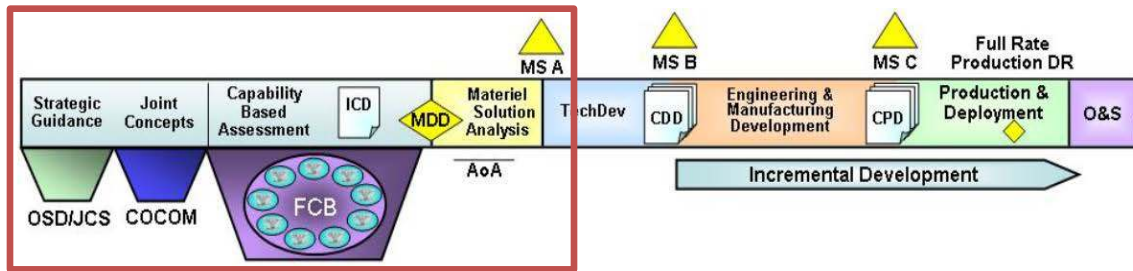 MS A
MS B
MS C
Full Rate
Production DR
Strategic
Guidance
Joint
Concepts
Capability
Based
Assessment
ICD
MDD
Materiel
Solution
Analysis
TechDev
CDD
Engineering &
Manufacturing
Development
CPD
Production &
Deployment
O&S
AoA
Incremental Development
OSD/JCS
COCOM
FCB